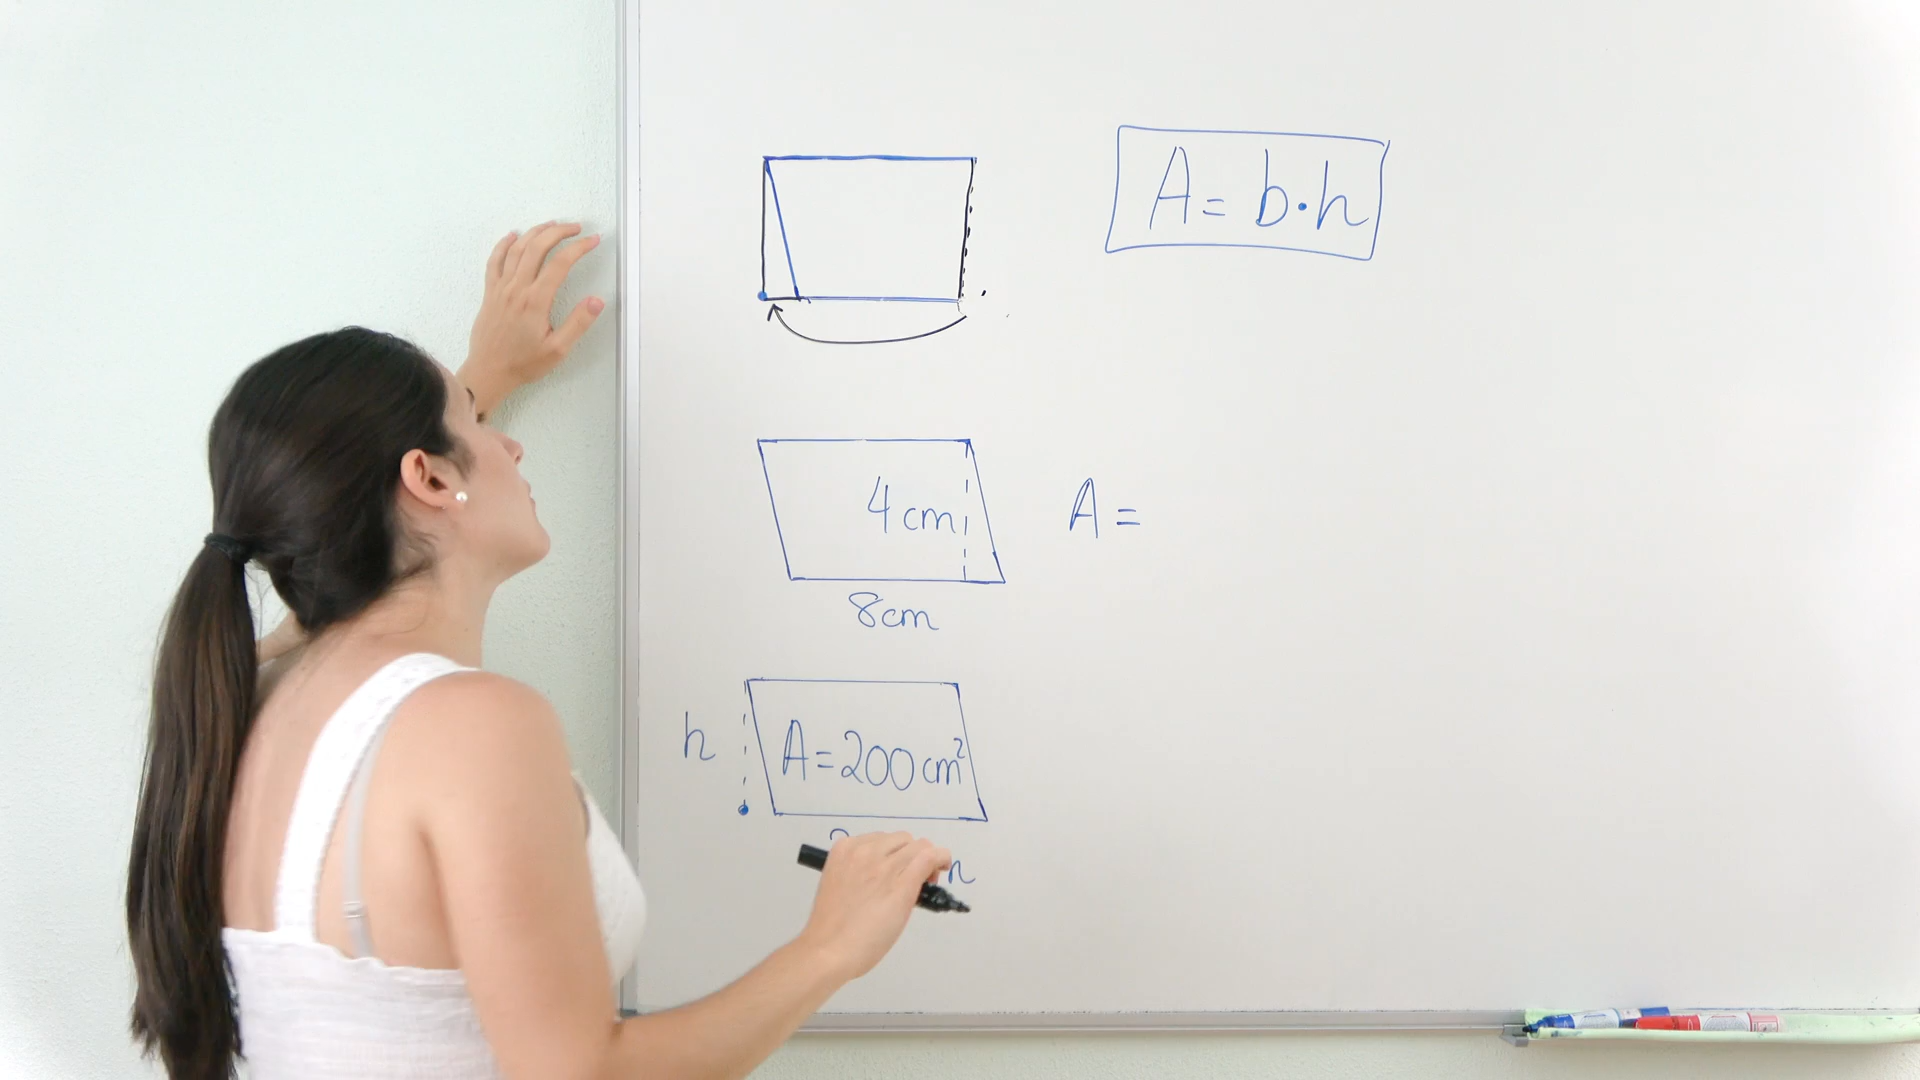 A = b·h
4cm
A =
8cm
h
A=200cm²